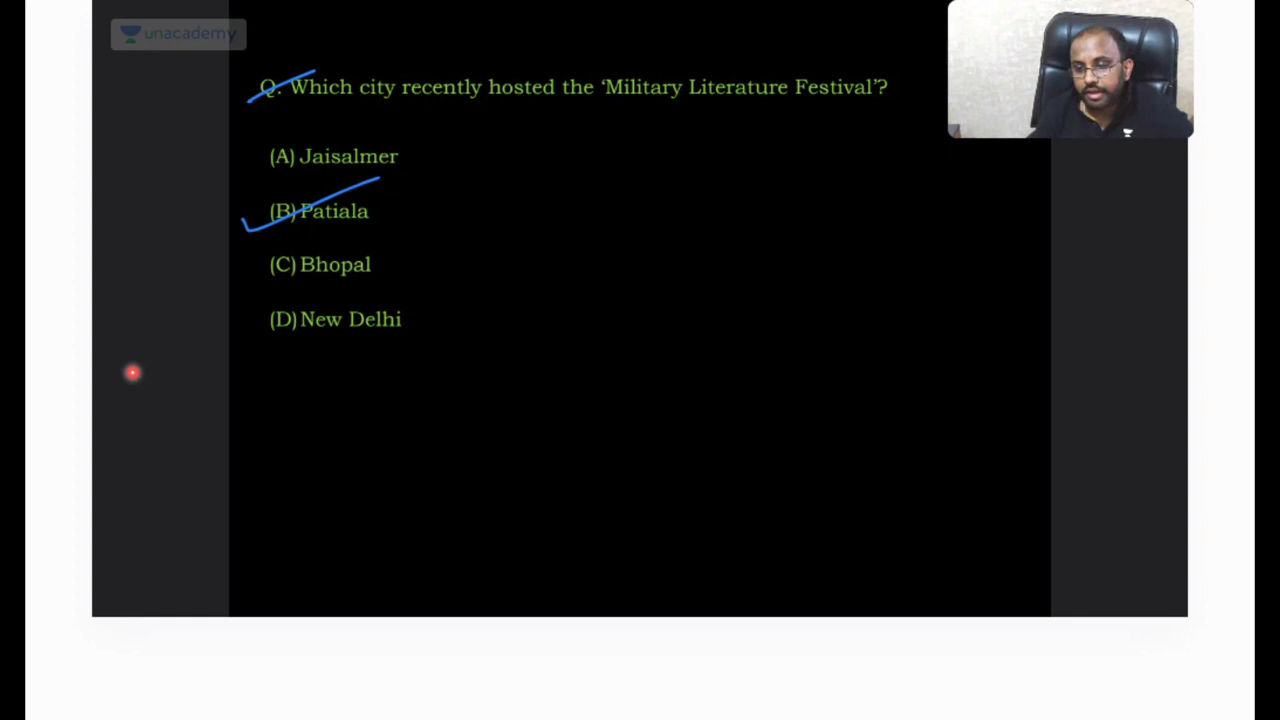 unacademy
Q. Which city recently hosted the ‘Military Literature Festival’?
(A) Jaisalmer
(B) Patiala
(C) Bhopal
(D) New Delhi